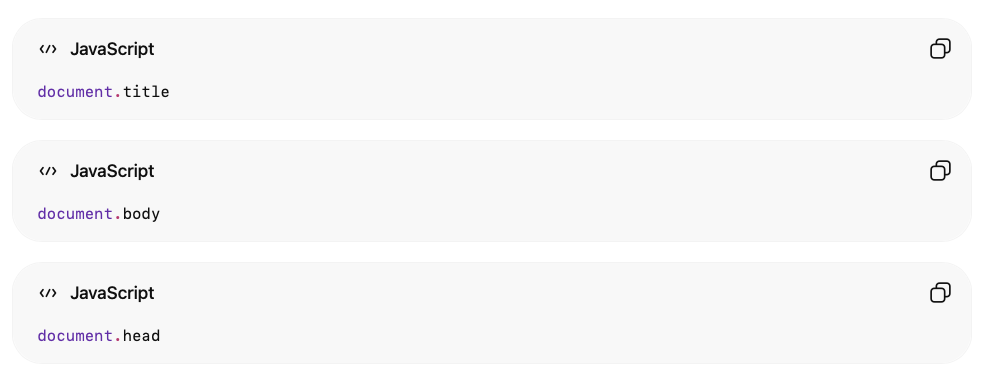 JavaScript
document.title
JavaScript
document.body
JavaScript
document.head